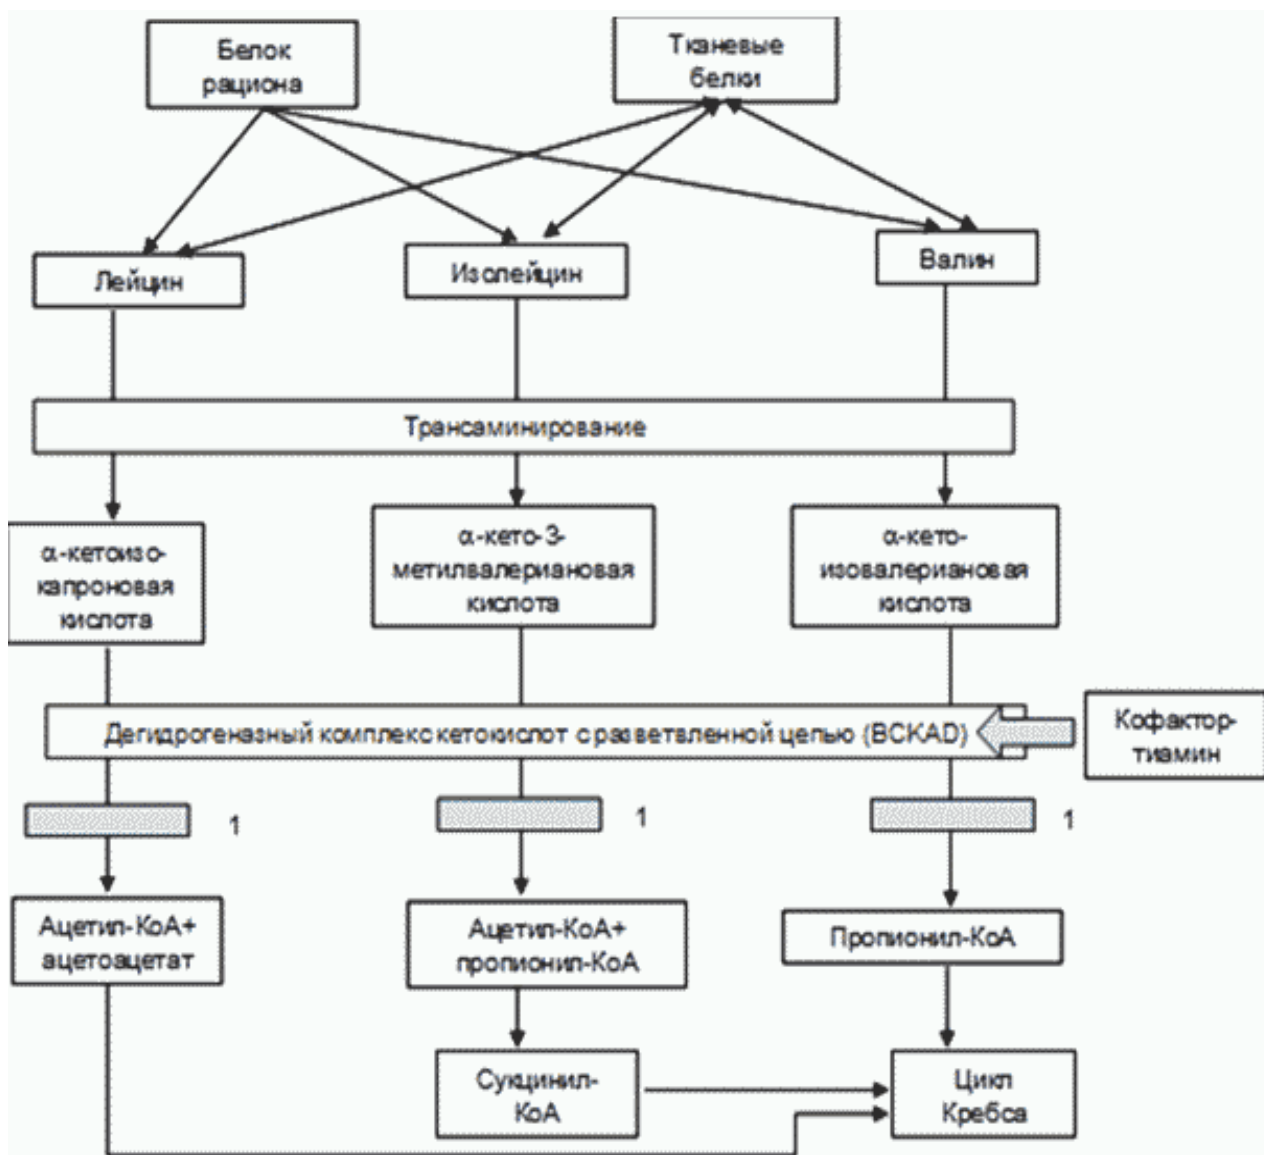 Белок
рациона
Тканевые
белки
Лейцин
Изолейцин
Валин
Трансаминирование
α-кетоизо-
капроновая
кислота
α-кето-3-
метилвалериановая
кислота
α-кето-
изовалериановая
кислота
Дегидрогеназный комплекс кетокислот с разветвленной цепью (BCKAD)
Кофактор-
тиамин
1
1
1
Ацетил-КоА+
ацетоацетат
Ацетил-КоА+
пропионил-КоА
Пропионил-КоА
Сукцинил-
КоА
Цикл
Кребса